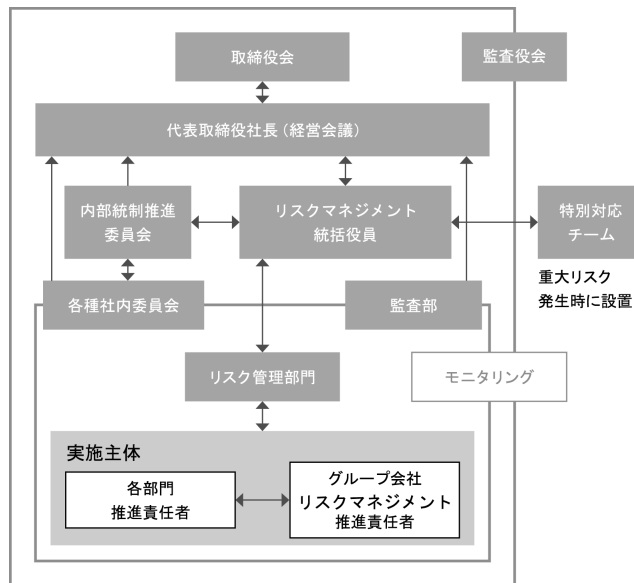 取締役会
監査役会
代表取締役社長（経営会議）
内部統制推進
委員会
リスクマネジメント
統括役員
特別対応
チーム
重大リスク
発生時に設置
各種社内委員会
監査部
リスク管理部門
モニタリング
実施主体
各部門
推進責任者
グループ会社
リスクマネジメント
推進責任者